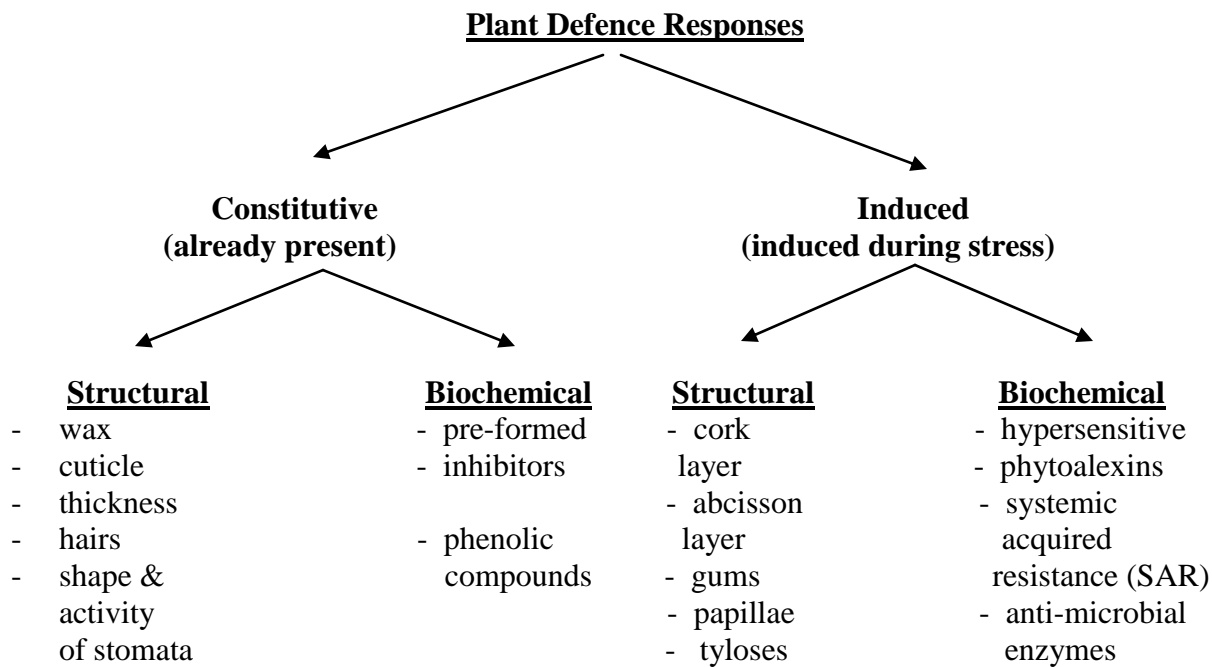 Plant Defence Responses
Constitutive
(already present)
Induced
(induced during stress)
Structural
- wax
- cuticle
- thickness
- hairs
- shape &
activity
of stomata
Biochemical
- pre-formed
- inhibitors
- phenolic
compounds
Structural
- cork
layer
- abcisson
layer
- gums
- papillae
- tyloses
Biochemical
- hypersensitive
- phytoalexins
- systemic
acquired
resistance (SAR)
- anti-microbial
enzymes